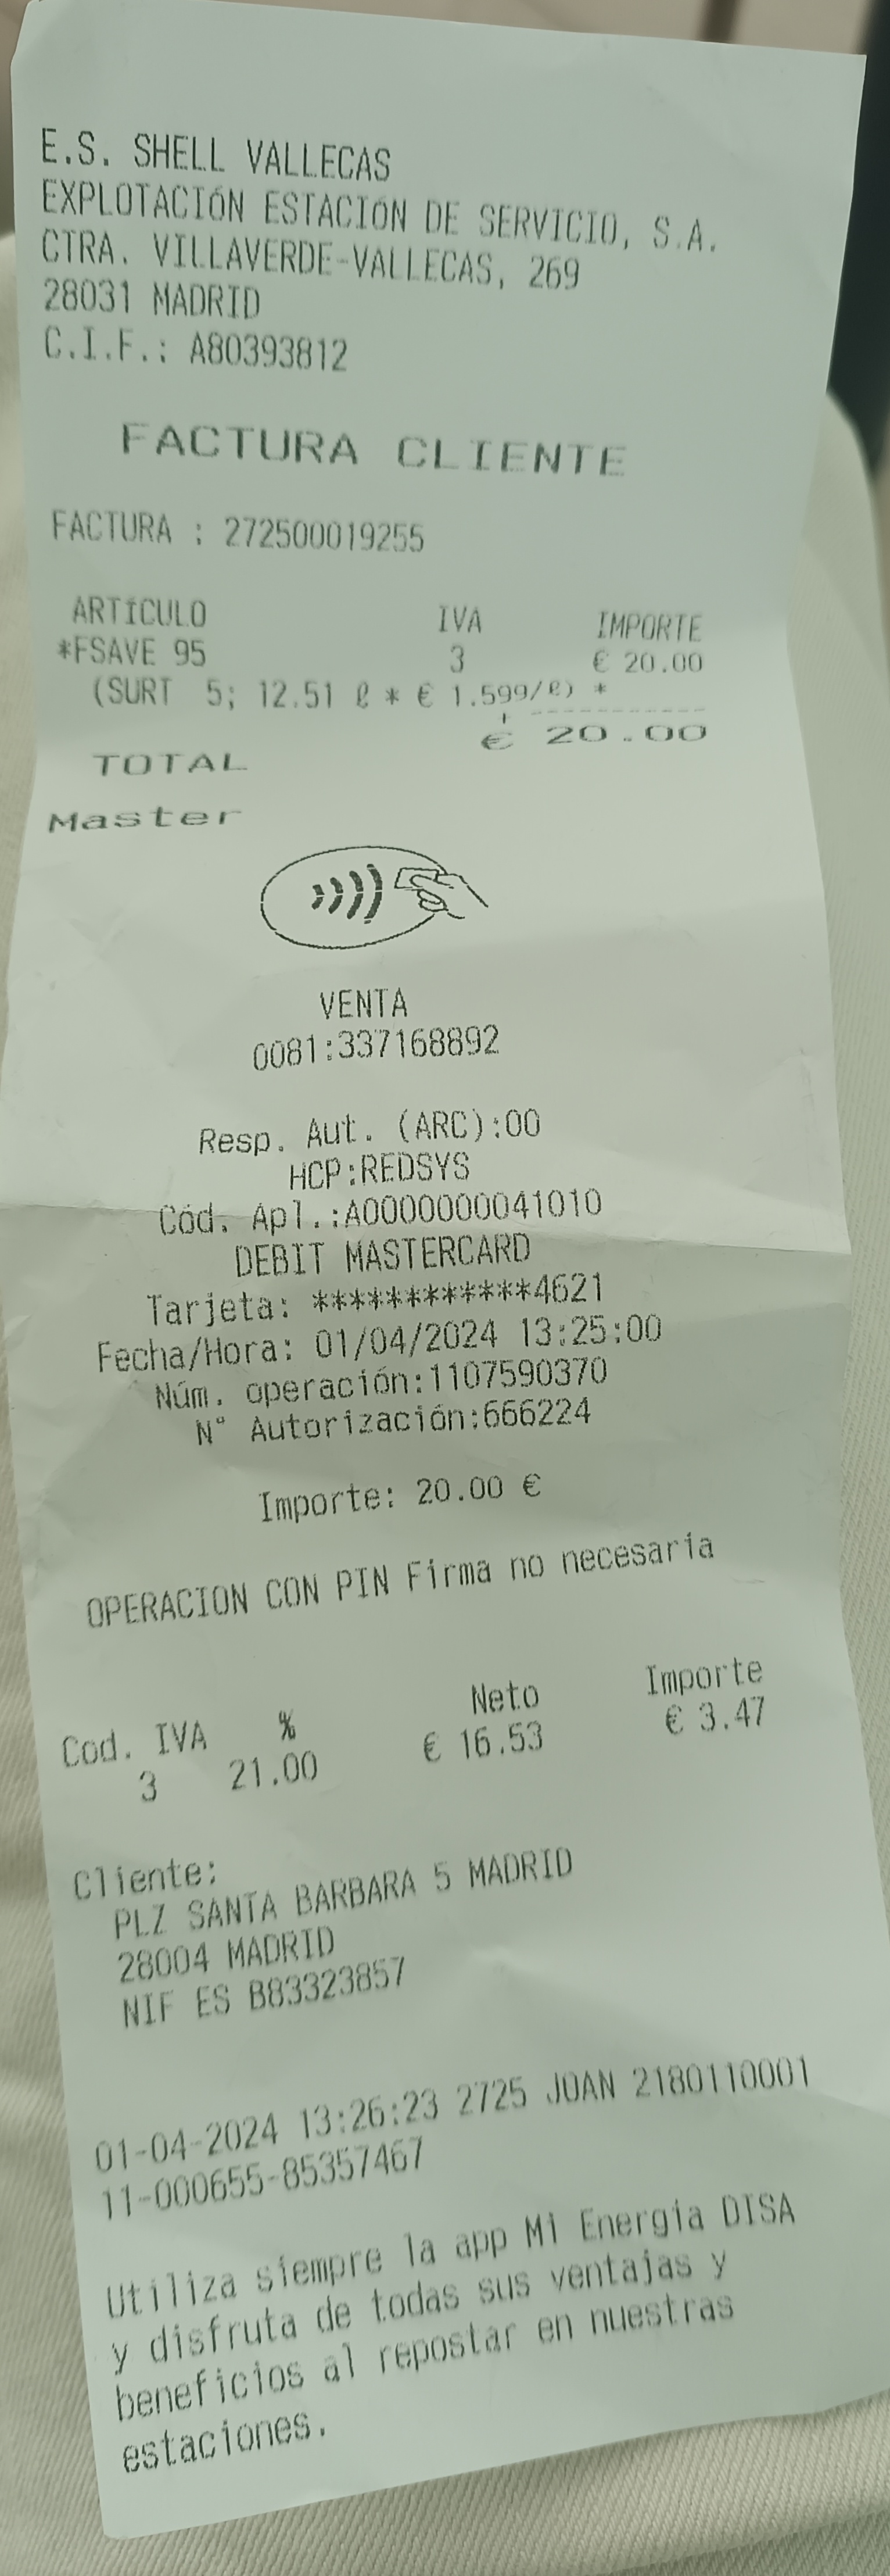 E.S. SHELL VALLECAS
EXPLOTACIÓN ESTACIÓN DE SERVICIO, S.A.
CTRA. VILLAVERDE-VALLECAS, 269
28031 MADRID
C.I.F.: A80393812
FACTURA CLIENTE
FACTURA : 272500019255
ARTÍCULO IVA IMPORTE
*FSAVE 95 3 € 20.00
(SURT 5; 12.51 ℓ * € 1.599/ℓ) *
TOTAL € 20.00
Master
VENTA
0081:337168892
Resp. Aut. (ARC):00
HCP:REDSYS
Cód. Apl.:A0000000041010
DEBIT MASTERCARD
Tarjeta: ************4621
Fecha/Hora: 01/04/2024 13:25:00
Núm. operación:1107590370
N° Autorización:666224
Importe: 20.00 €
OPERACION CON PIN Firma no necesaria
Cod. IVA % Neto Importe
3 21.00 € 16.53 € 3.47
Cliente:
PLZ SANTA BARBARA 5 MADRID
28004 MADRID
NIF ES B83323857
01-04-2024 13:26:23 2725 JUAN 2180110001
11-000655-85357467
Utiliza siempre la app Mi Energía DISA
y disfruta de todas sus ventajas y
beneficios al repostar en nuestras
estaciones.